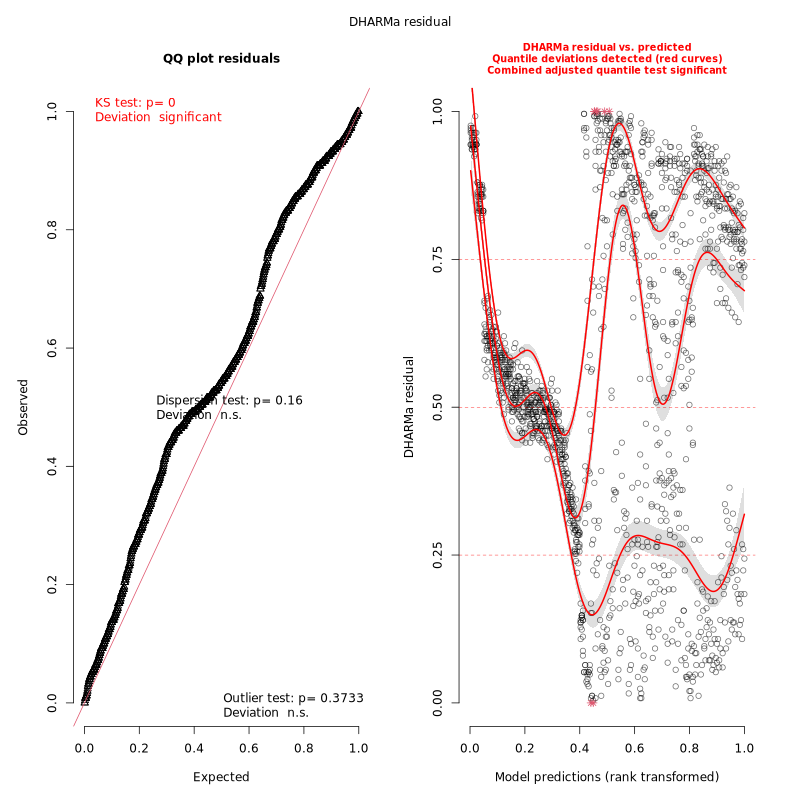 DHARMa residual
QQ plot residuals
KS test: p= 0
Deviation significant
Dispersion test: p= 0.16
Deviation n.s.
Outlier test: p= 0.3733
Deviation n.s.
Observed
0.0
0.2
0.4
0.6
0.8
1.0
0.0
0.2
0.4
0.6
0.8
1.0
Expected
DHARMa residual vs. predicted
Quantile deviations detected (red curves)
Combined adjusted quantile test significant
DHARMa residual
0.00
0.25
0.50
0.75
1.00
0.0
0.2
0.4
0.6
0.8
1.0
Model predictions (rank transformed)